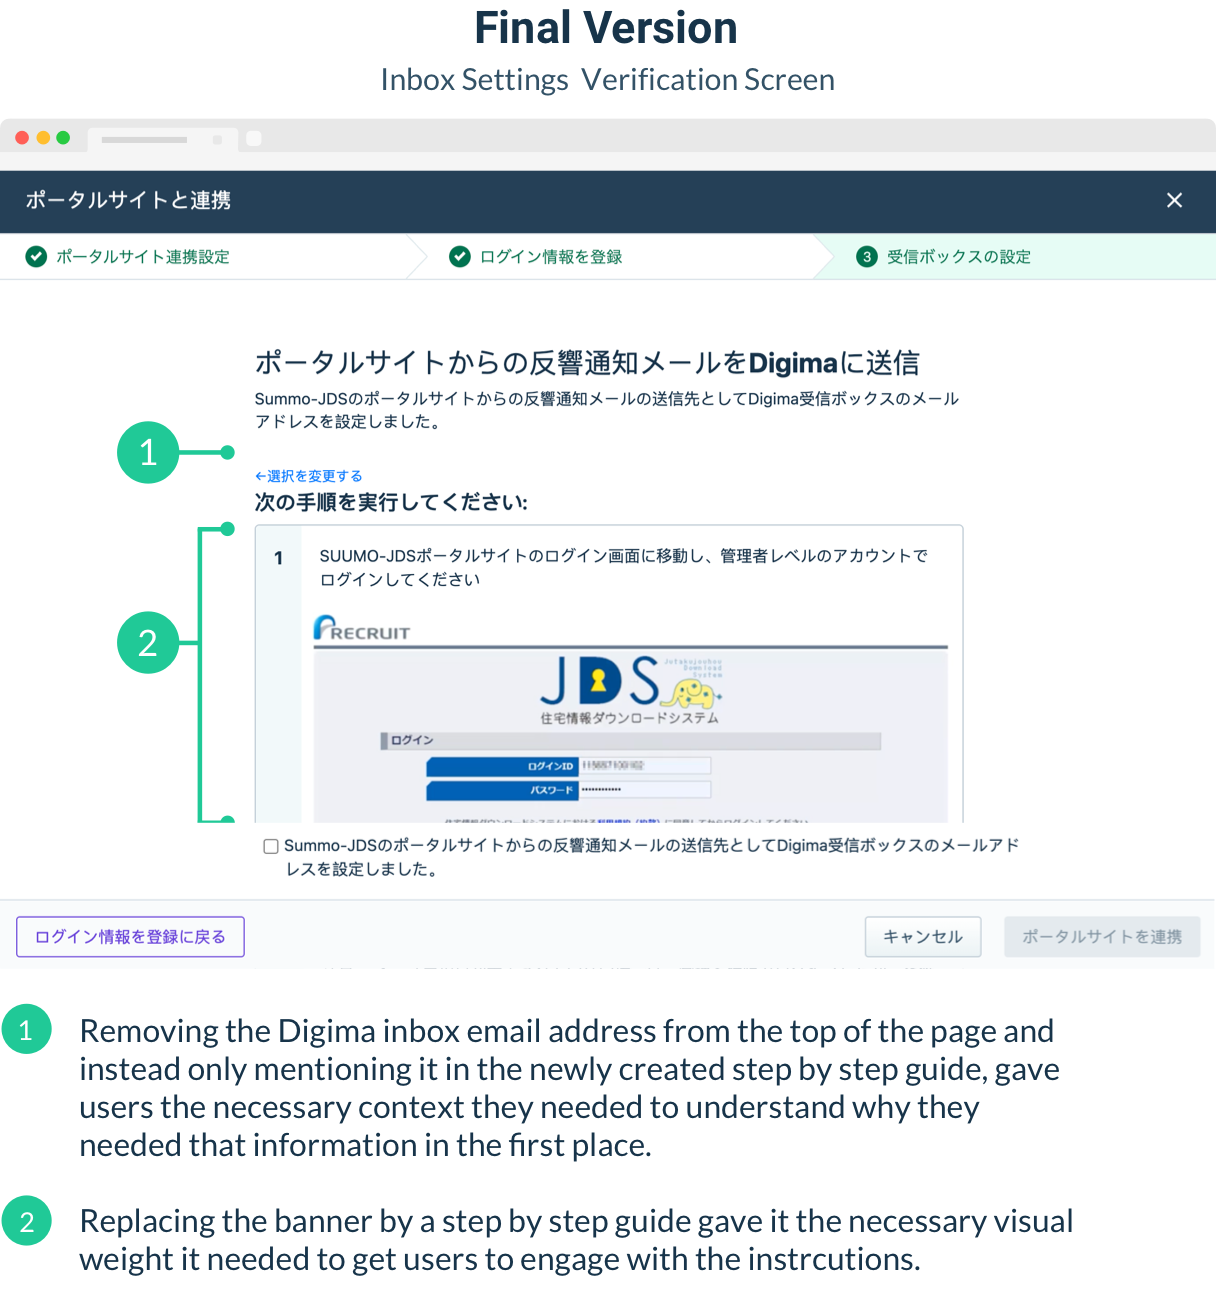 Final Version
Inbox Settings Verification Screen
ポータルサイトと連携
ポータルサイト連携設定
ログイン情報を登録
3 受信ボックスの設定
ポータルサイトからの反響通知メールをDigimaに送信
Summo-JDSのポータルサイトからの反響通知メールの送信先としてDigima受信ボックスのメール
アドレスを設定しました。
1
←選択を変更する
次の手順を実行してください:
1 SUUMO-JDSポータルサイトのログイン画面に移動し、管理者レベルのアカウントで
ログインしてください
2
RECRUIT
JDS
住宅情報ダウンロードシステム
ログイン
ログインID
パスワード
Summo-JDSのポータルサイトからの反響通知メールの送信先としてDigima受信ボックスのメールアド
レスを設定しました。
ログイン情報を登録に戻る
キャンセル
ポータルサイトを連携
1 Removing the Digima inbox email address from the top of the page and
instead only mentioning it in the newly created step by step guide, gave
users the necessary context they needed to understand why they
needed that information in the first place.
2 Replacing the banner by a step by step guide gave it the necessary visual
weight it needed to get users to engage with the instrcutions.